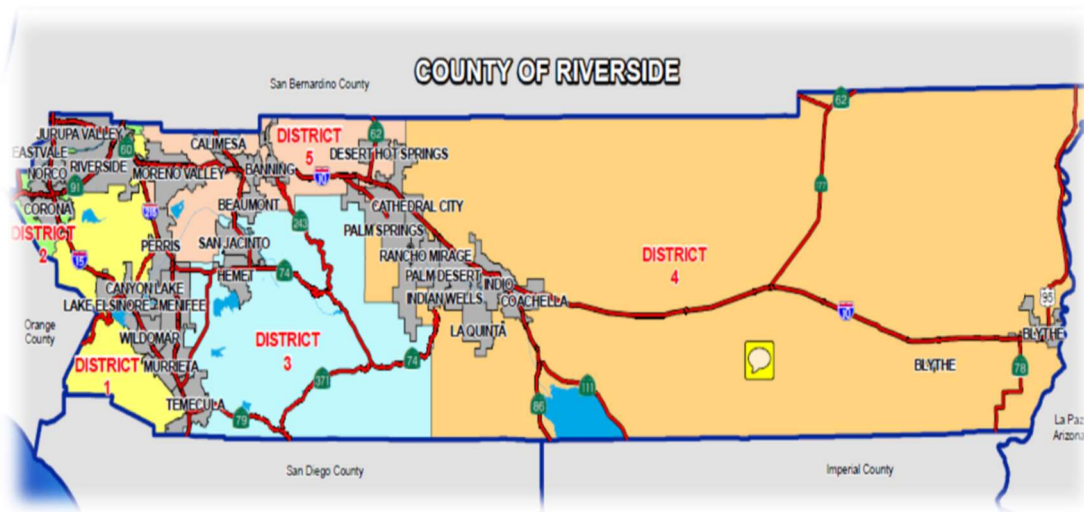 COUNTY OF RIVERSIDE
San Bernardino County
62
62
JURUPA VALLEY
60
CALIMESA
DISTRICT
5
DESERT HOT SPRINGS
EASTVALE
NORCO
RIVERSIDE
MORENO VALLEY
BANNING
10
91
CORONA
BEAUMONT
CATHEDRAL CITY
215
243
PALM SPRINGS
DISTRICT
2
PERRIS
SAN JACINTO
RANCHO MIRAGE
DISTRICT
4
15
HEMET
74
PALM DESERT
INDIO
CANYON LAKE
INDIAN WELLS
COACHELLA
LAKE ELSINORE
MENIFEE
95
Orange
County
WILDOMAR
DISTRICT
3
LA QUINTA
10
BLYTHE
DISTRICT
1
MURRIETA
74
BLYTHE
78
371
111
TEMECULA
79
86
La Paz
Arizona
San Diego County
Imperial County